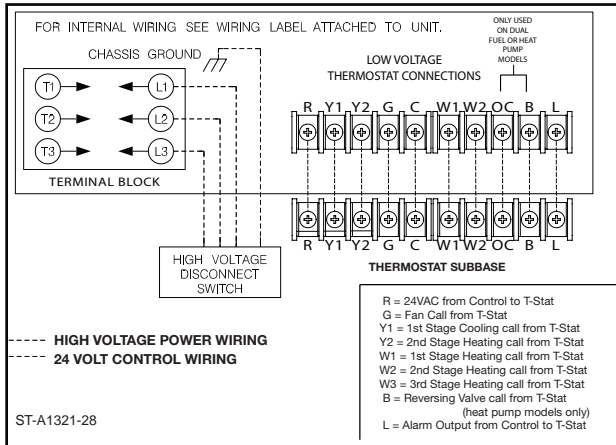 FOR INTERNAL WIRING SEE WIRING LABEL ATTACHED TO UNIT.
CHASSIS GROUND
ONLY USED
ON DUAL
FUEL OR HEAT
PUMP
MODELS
LOW VOLTAGE
THERMOSTAT CONNECTIONS
T1 L1
T2 L2
T3 L3
TERMINAL BLOCK
R Y1 Y2 G C W1 W2 OC B L
R Y1 Y2 G C W1 W2 OC B L
THERMOSTAT SUBBASE
HIGH VOLTAGE
DISCONNECT
SWITCH
HIGH VOLTAGE POWER WIRING
24 VOLT CONTROL WIRING
R = 24VAC from Control to T-Stat
G = Fan Call from T-Stat
Y1 = 1st Stage Cooling call from T-Stat
Y2 = 2nd Stage Heating call from T-Stat
W1 = 1st Stage Heating call from T-Stat
W2 = 2nd Stage Heating call from T-Stat
W3 = 3rd Stage Heating call from T-Stat
B = Reversing Valve call from T-Stat
(heat pump models only)
L = Alarm Output from Control to T-Stat
ST-A1321-28